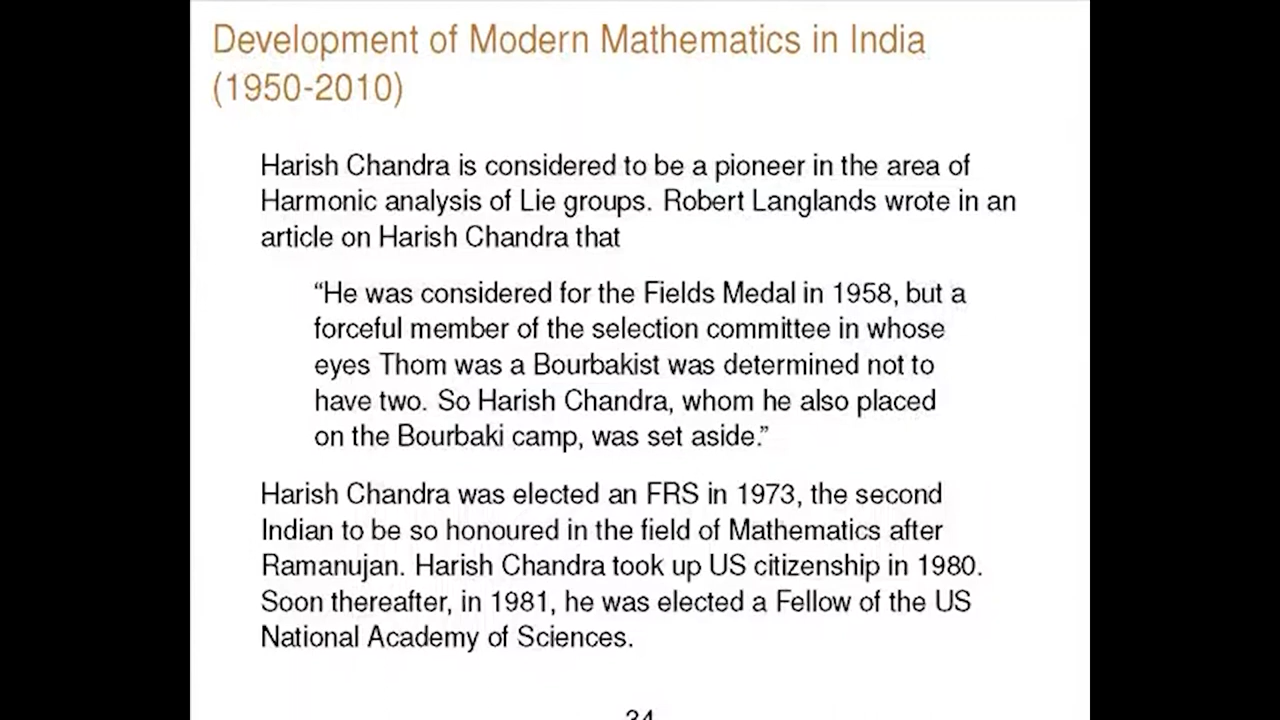 Development of Modern Mathematics in India
(1950-2010)
Harish Chandra is considered to be a pioneer in the area of
Harmonic analysis of Lie groups. Robert Langlands wrote in an
article on Harish Chandra that
“He was considered for the Fields Medal in 1958, but a
forceful member of the selection committee in whose
eyes Thom was a Bourbakist was determined not to
have two. So Harish Chandra, whom he also placed
on the Bourbaki camp, was set aside.”
Harish Chandra was elected an FRS in 1973, the second
Indian to be so honoured in the field of Mathematics after
Ramanujan. Harish Chandra took up US citizenship in 1980.
Soon thereafter, in 1981, he was elected a Fellow of the US
National Academy of Sciences.
34